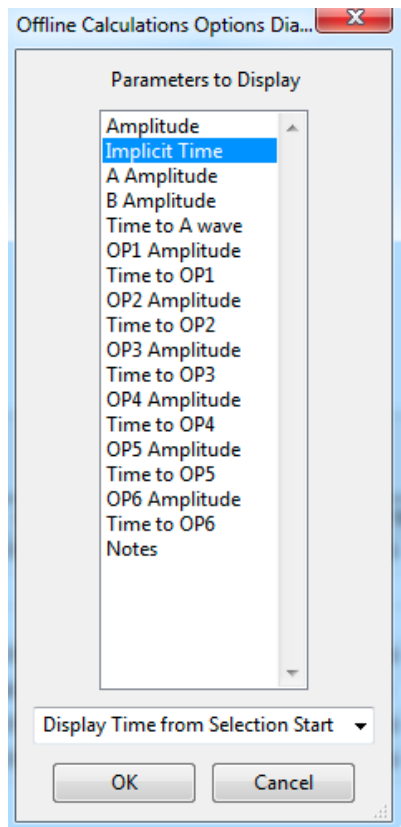 Offline Calculations Options Dia...
Parameters to Display
Amplitude
Implicit Time
A Amplitude
B Amplitude
Time to A wave
OP1 Amplitude
Time to OP1
OP2 Amplitude
Time to OP2
OP3 Amplitude
Time to OP3
OP4 Amplitude
Time to OP4
OP5 Amplitude
Time to OP5
OP6 Amplitude
Time to OP6
Notes
Display Time from Selection Start
OK
Cancel